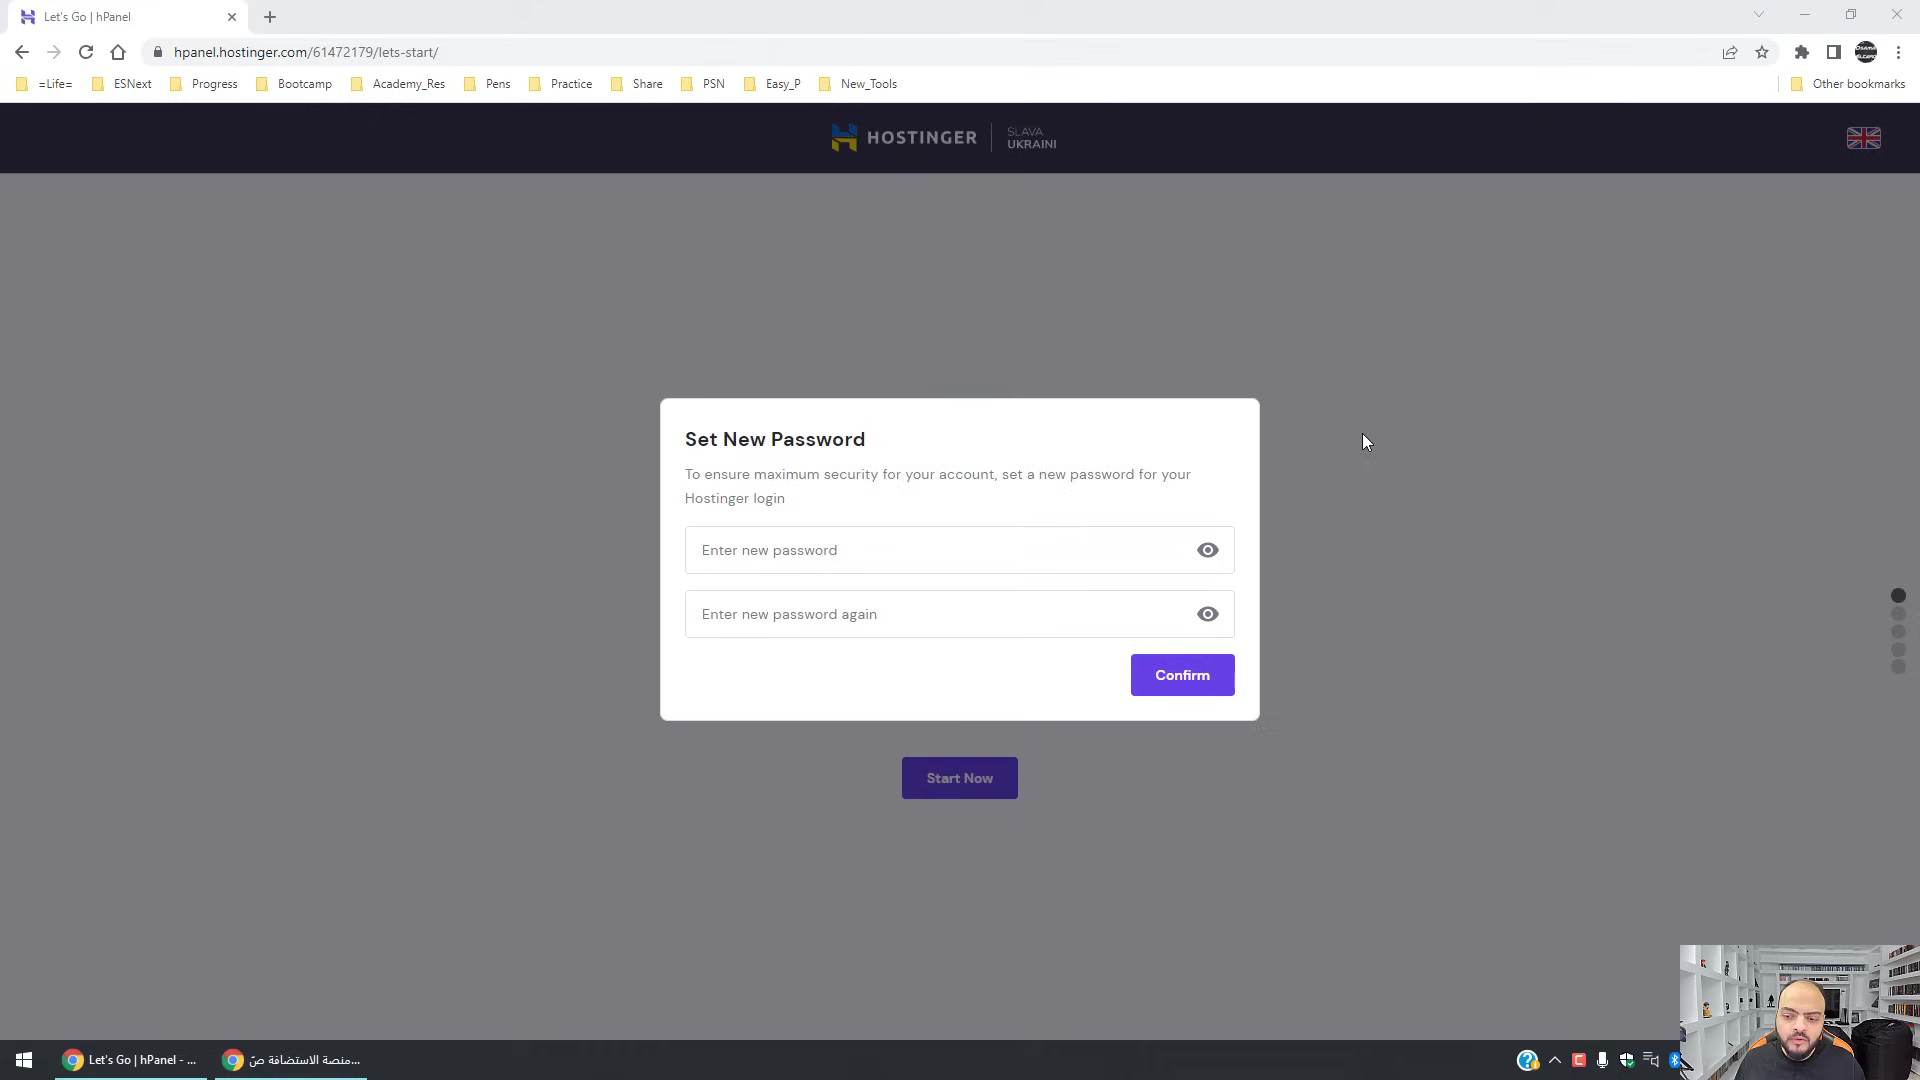 Let's Go | hPanel
hpanel.hostinger.com/61472179/lets-start/
=Life=
ESNext
Progress
Bootcamp
Academy_Res
Pens
Practice
Share
PSN
Easy_P
New_Tools
Other bookmarks
HOSTINGER
SLAVA
UKRAINI
Set New Password
To ensure maximum security for your account, set a new password for your
Hostinger login
Enter new password
Enter new password again
Confirm
Start Now
Let's Go | hPanel - ...
منصة الاستضافة صُ...